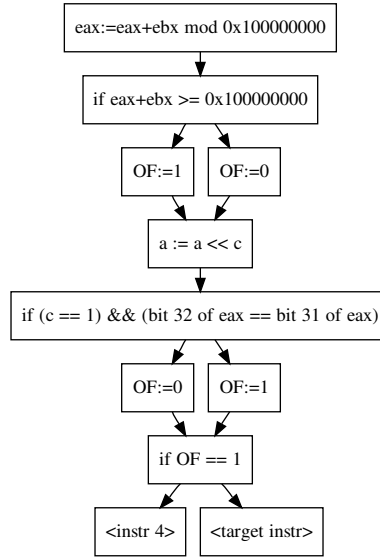 eax:=eax+ebx mod 0x100000000
if eax+ebx >= 0x100000000
OF:=1
OF:=0
a := a << c
if (c == 1) && (bit 32 of eax == bit 31 of eax)
OF:=0
OF:=1
if OF == 1
<instr 4>
<target instr>